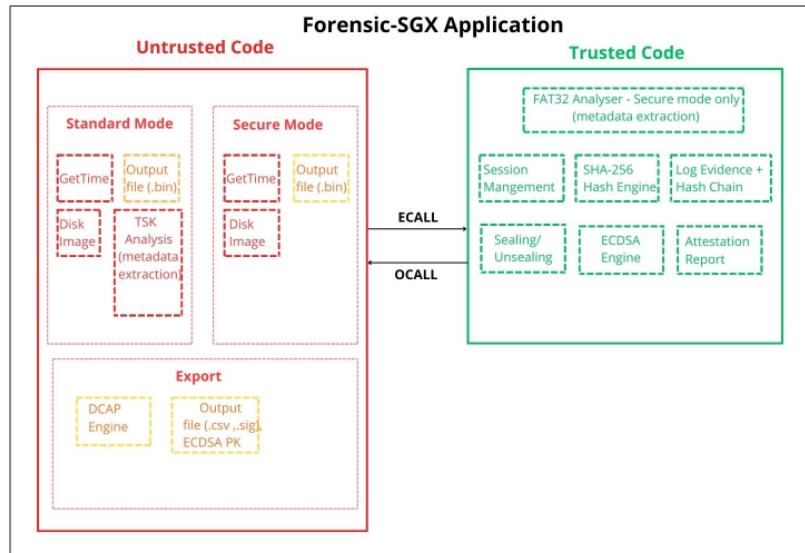 Forensic-SGX Application
Untrusted Code
Trusted Code
Standard Mode
GetTime
Output
file (.bin)
Disk
Image
TSK
Analysis
(metadata
extraction)
Secure Mode
GetTime
Output
file (.bin)
Disk
Image
Export
DCAP
Engine
Output
file (.csv ,.sig),
ECDSA PK
ECALL
OCALL
FAT32 Analyser - Secure mode only
(metadata extraction)
Session
Mangement
SHA-256
Hash Engine
Log Evidence +
Hash Chain
Sealing/
Unsealing
ECDSA
Engine
Attestation
Report